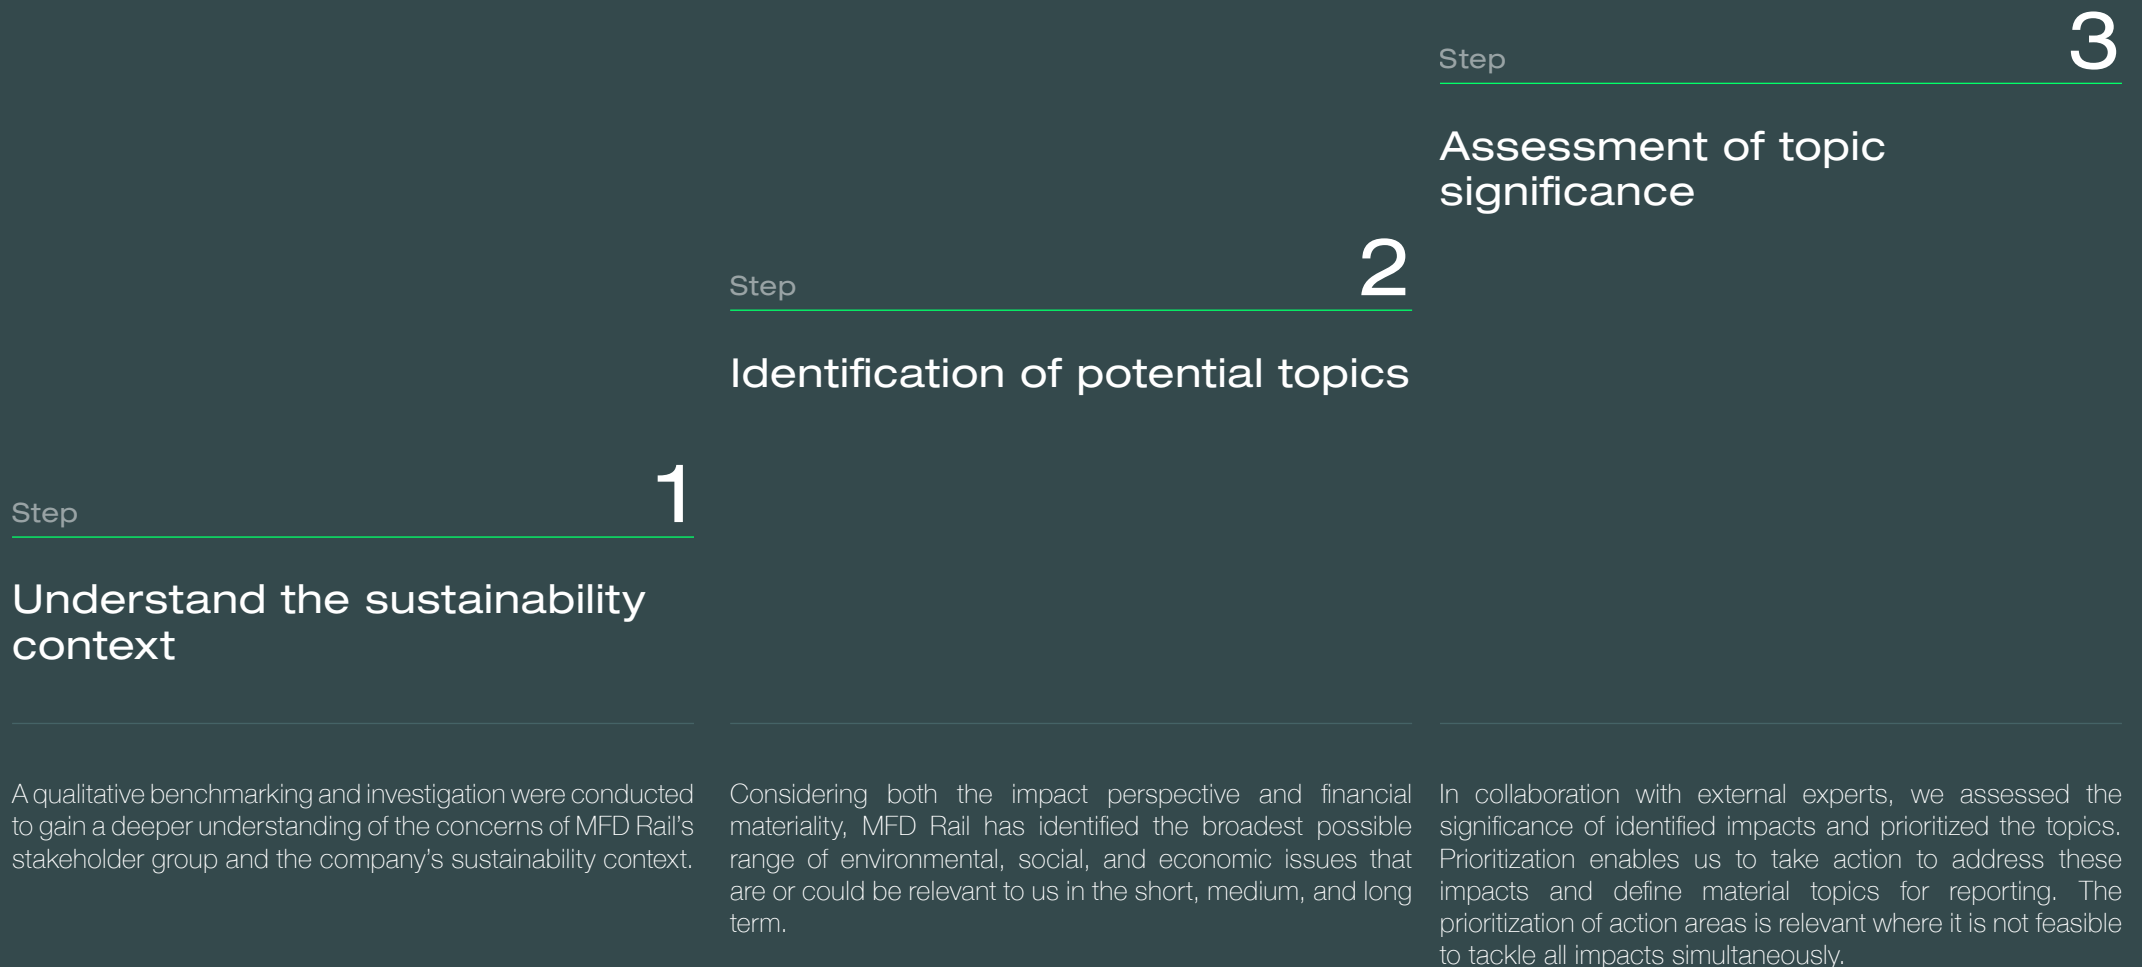 Step 1
Understand the sustainability
context
A qualitative benchmarking and investigation were conducted
to gain a deeper understanding of the concerns of MFD Rail's
stakeholder group and the company's sustainability context.
Step 2
Identification of potential topics
Considering both the impact perspective and financial
materiality, MFD Rail has identified the broadest possible
range of environmental, social, and economic issues that
are or could be relevant to us in the short, medium, and long
term.
Step 3
Assessment of topic
significance
In collaboration with external experts, we assessed the
significance of identified impacts and prioritized the topics.
Prioritization enables us to take action to address these
impacts and define material topics for reporting. The
prioritization of action areas is relevant where it is not feasible
to tackle all impacts simultaneously.